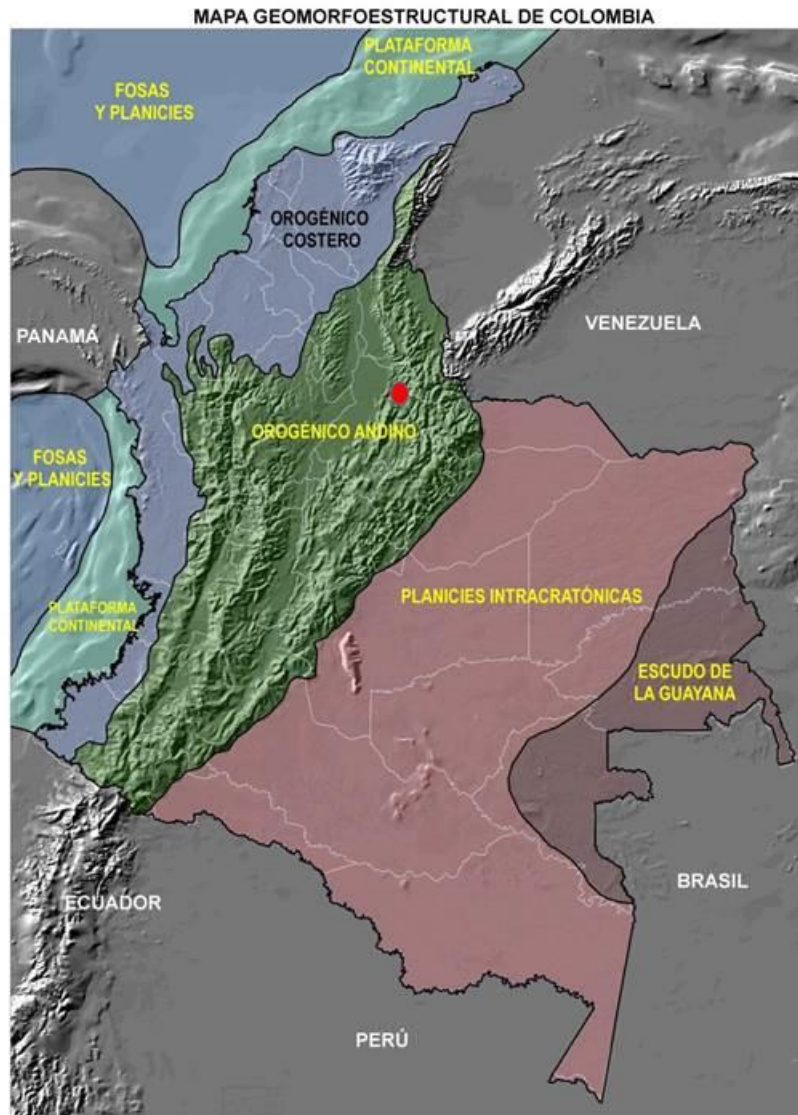 MAPA GEOMORFOESTRUCTURAL DE COLOMBIA
PLATAFORMA
CONTINENTAL
FOSAS
Y PLANICIES
OROGÉNICO
COSTERO
PANAMÁ
VENEZUELA
OROGÉNICO ANDINO
FOSAS
Y PLANICIES
PLANICIES INTRACRATÓNICAS
PLATAFORMA
CONTINENTAL
ESCUDO DE
LA GUAYANA
BRASIL
ECUADOR
PERÚ